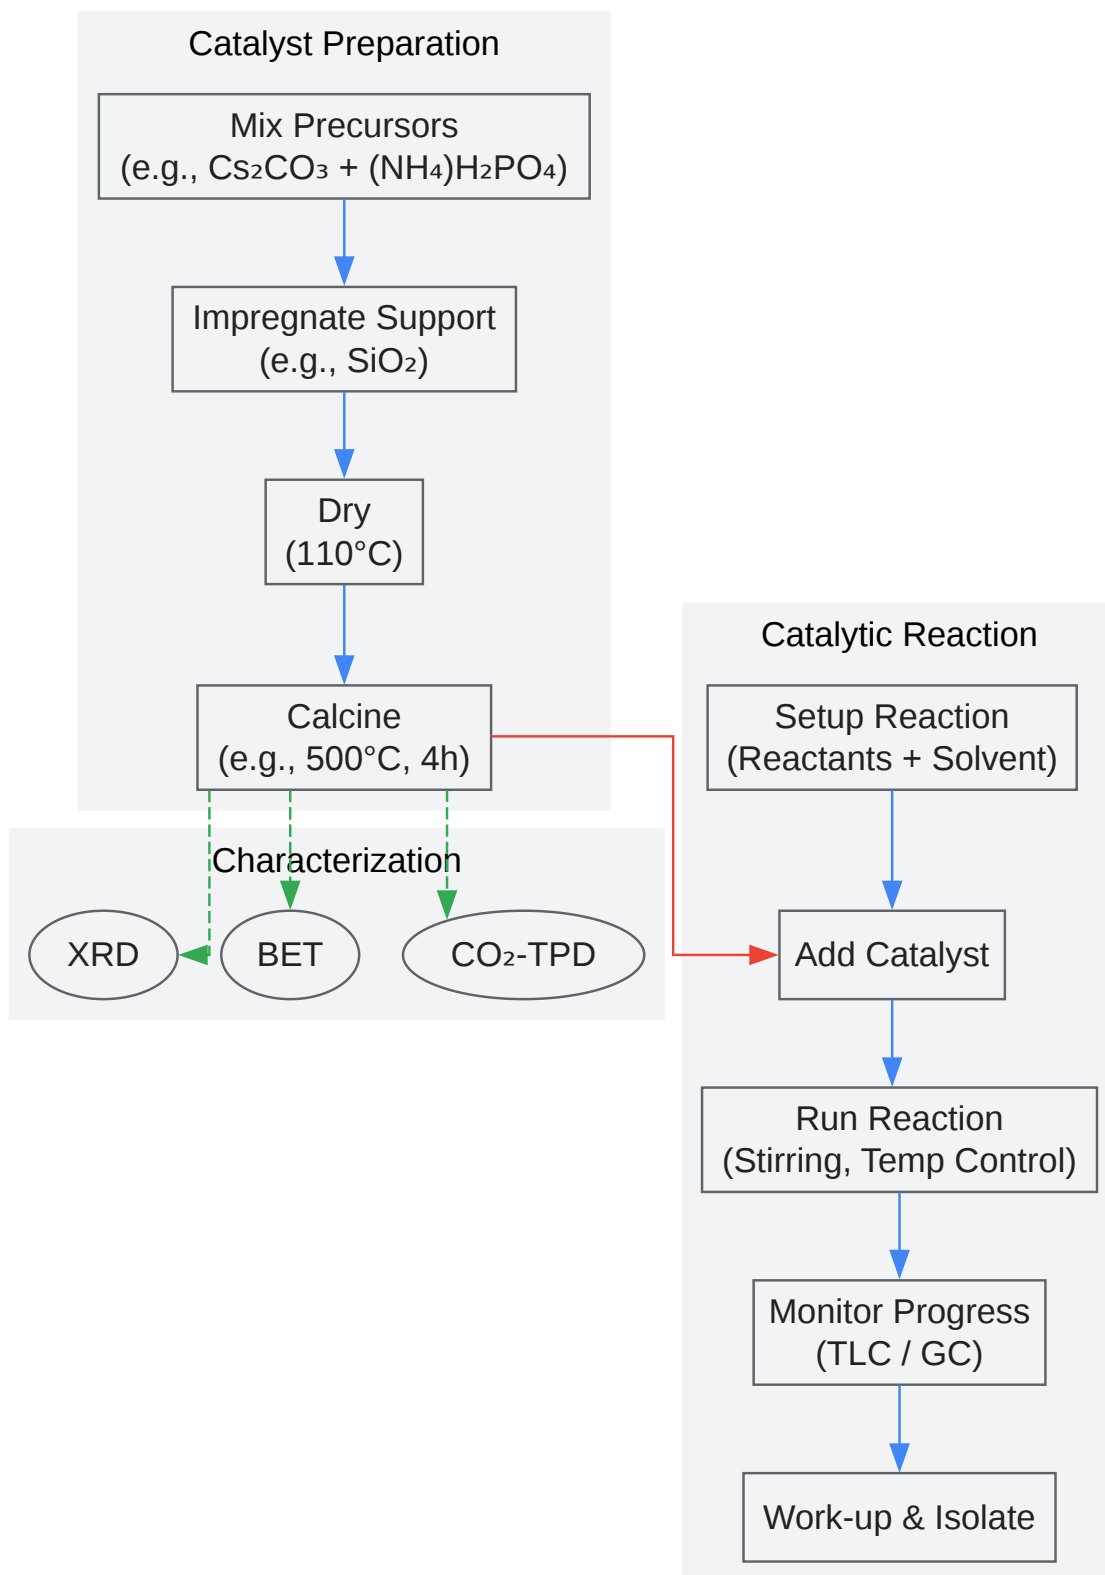 Catalyst Preparation
Mix Precursors
(e.g., Cs₂CO₃ + (NH₄)H₂PO₄)
Impregnate Support
(e.g., SiO₂)
Dry
(110°C)
Calcine
(e.g., 500°C, 4h)
Characterization
XRD
BET
CO₂-TPD
Catalytic Reaction
Setup Reaction
(Reactants + Solvent)
Add Catalyst
Run Reaction
(Stirring, Temp Control)
Monitor Progress
(TLC / GC)
Work-up & Isolate